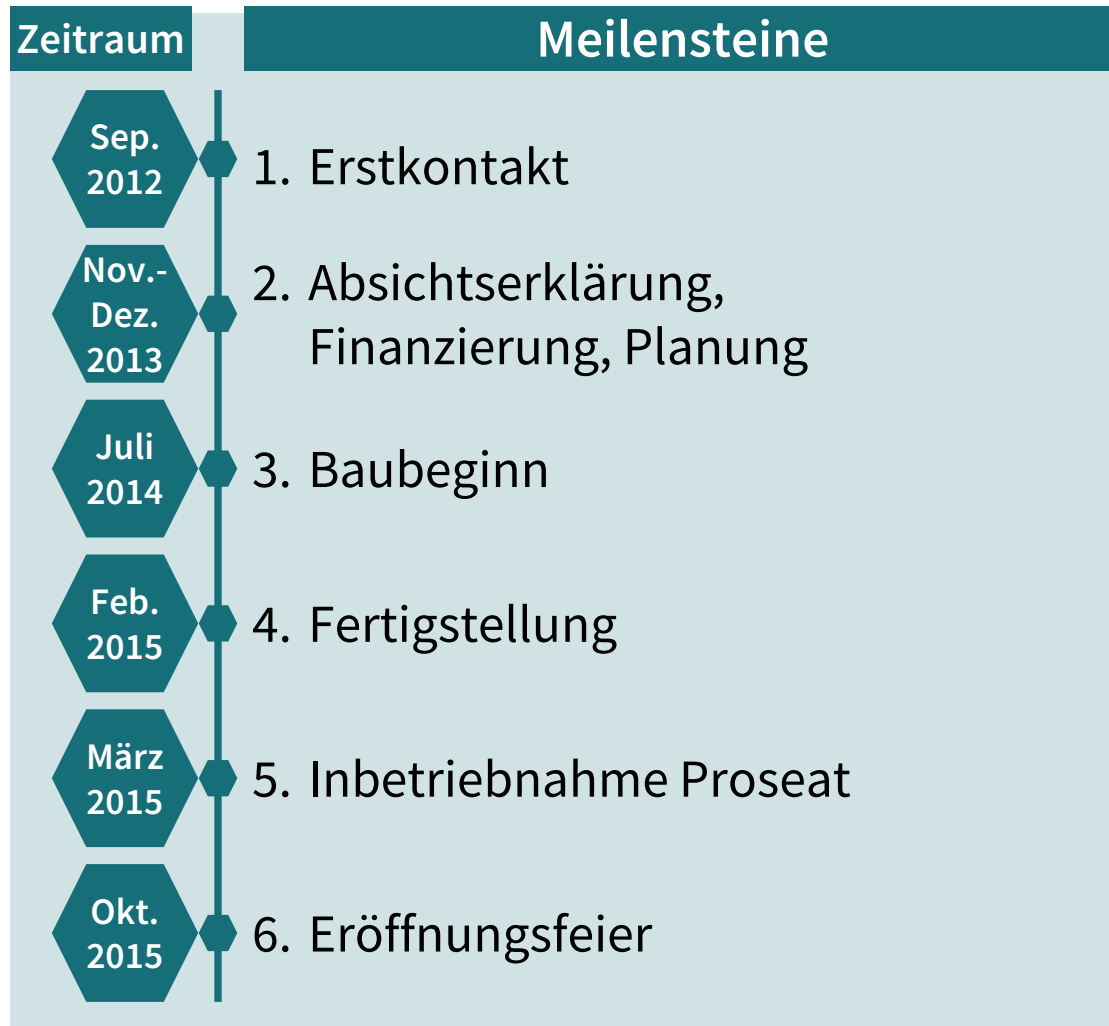 Zeitraum
Meilensteine
Sep.
2012
1. Erstkontakt
Nov.-
Dez.
2013
2. Absichtserklärung,
Finanzierung, Planung
Juli
2014
3. Baubeginn
Feb.
2015
4. Fertigstellung
März
2015
5. Inbetriebnahme Proseat
Okt.
2015
6. Eröffnungsfeier